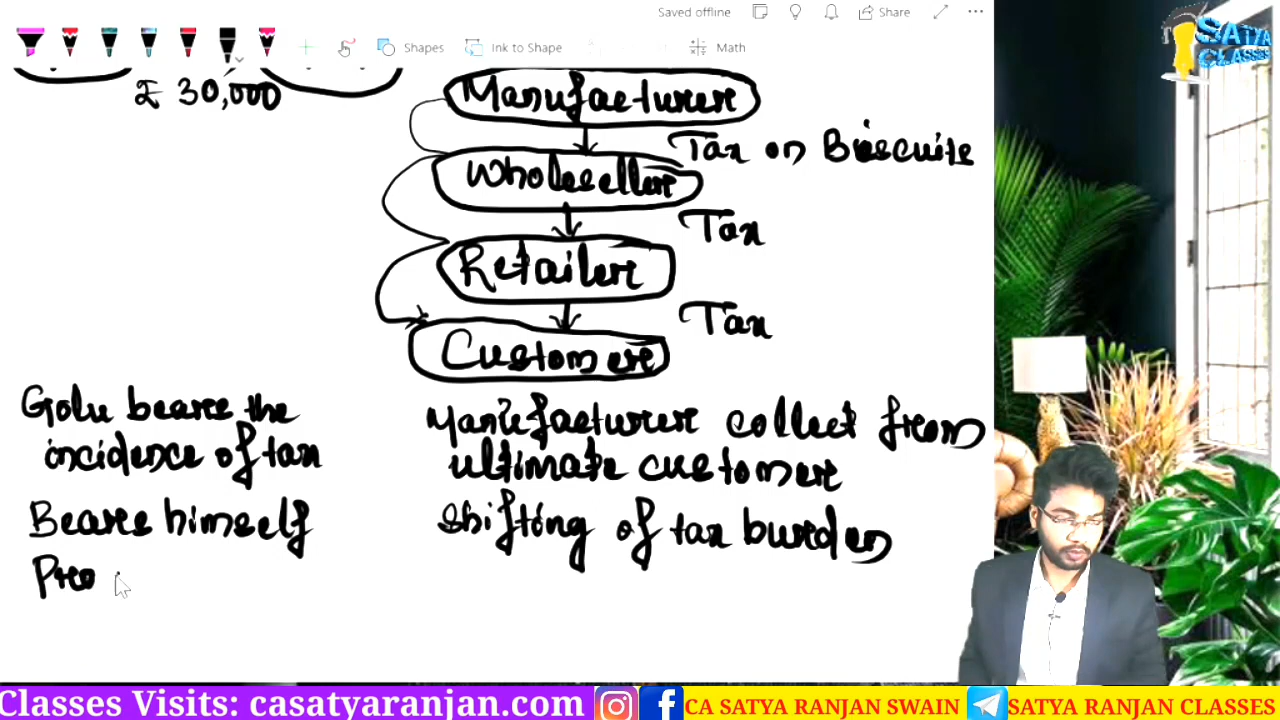 Saved offline
Share
Shapes
Ink to Shape
Math
SATYA
CLASSES
₹ 30,000
Manufacturer
Tax on Biscuits
Wholeseller
Tax
Retailer
Tax
Customer
Golu bears the
incidence of tax
Bears himself
Pro
Manufacturer collect from
ultimate customer
Shifting of tax burden
Classes Visits: casatyaranjan.com
CA SATYA RANJAN SWAIN
SATYA RANJAN CLASSES